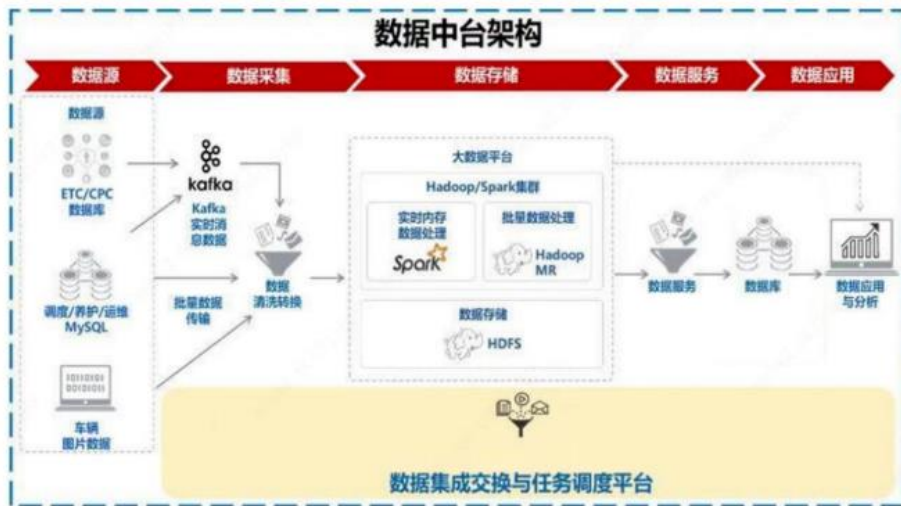 数据中台架构
数据源
数据采集
数据存储
数据服务
数据应用
数据源
ETC/CPC
数据库
调度/养护/运维
MySQL
10110101
00101011
车辆
图片数据
kafka
Kafka
实时消
息数据
批量数据
传输
数据
清洗转换
大数据平台
Hadoop/Spark集群
实时内存
数据处理
Spark
批量数据处理
Hadoop
MR
数据存储
HDFS
数据服务
数据库
数据应用
与分析
数据集成交换与任务调度平台